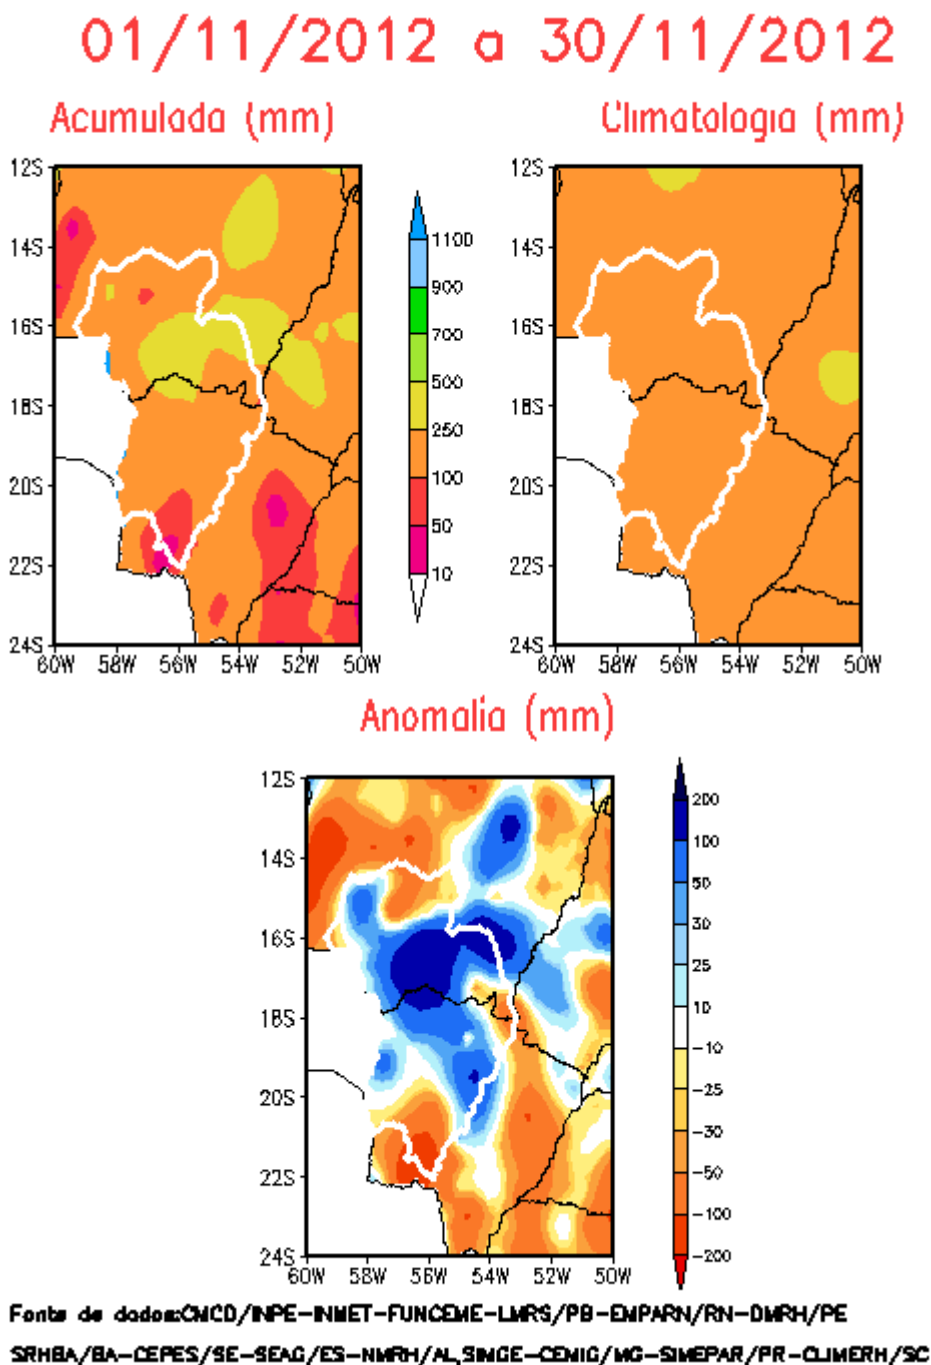 01/11/2012 a 30/11/2012
Acumulada (mm)
Climatologia (mm)
12S
14S
16S
18S
20S
22S
24S
60W 58W 56W 54W 52W 50W
1100
900
700
500
250
100
50
10
12S
14S
16S
18S
20S
22S
24S
60W 58W 56W 54W 52W 50W
Anomalia (mm)
12S
14S
16S
18S
20S
22S
24S
60W 58W 56W 54W 52W 50W
200
100
50
30
25
10
-10
-25
-30
-50
-100
-200
Fonte de dados:CMCD/INPE-INMET-FUNCEME-LMRS/PB-EMPARN/RN-DMRH/PE
SRHBA/BA-CEPES/SE-SEAG/ES-NMRH/AL,SIMGE-CEMIG/MG-SIMEPAR/PR-CLIMERH/SC